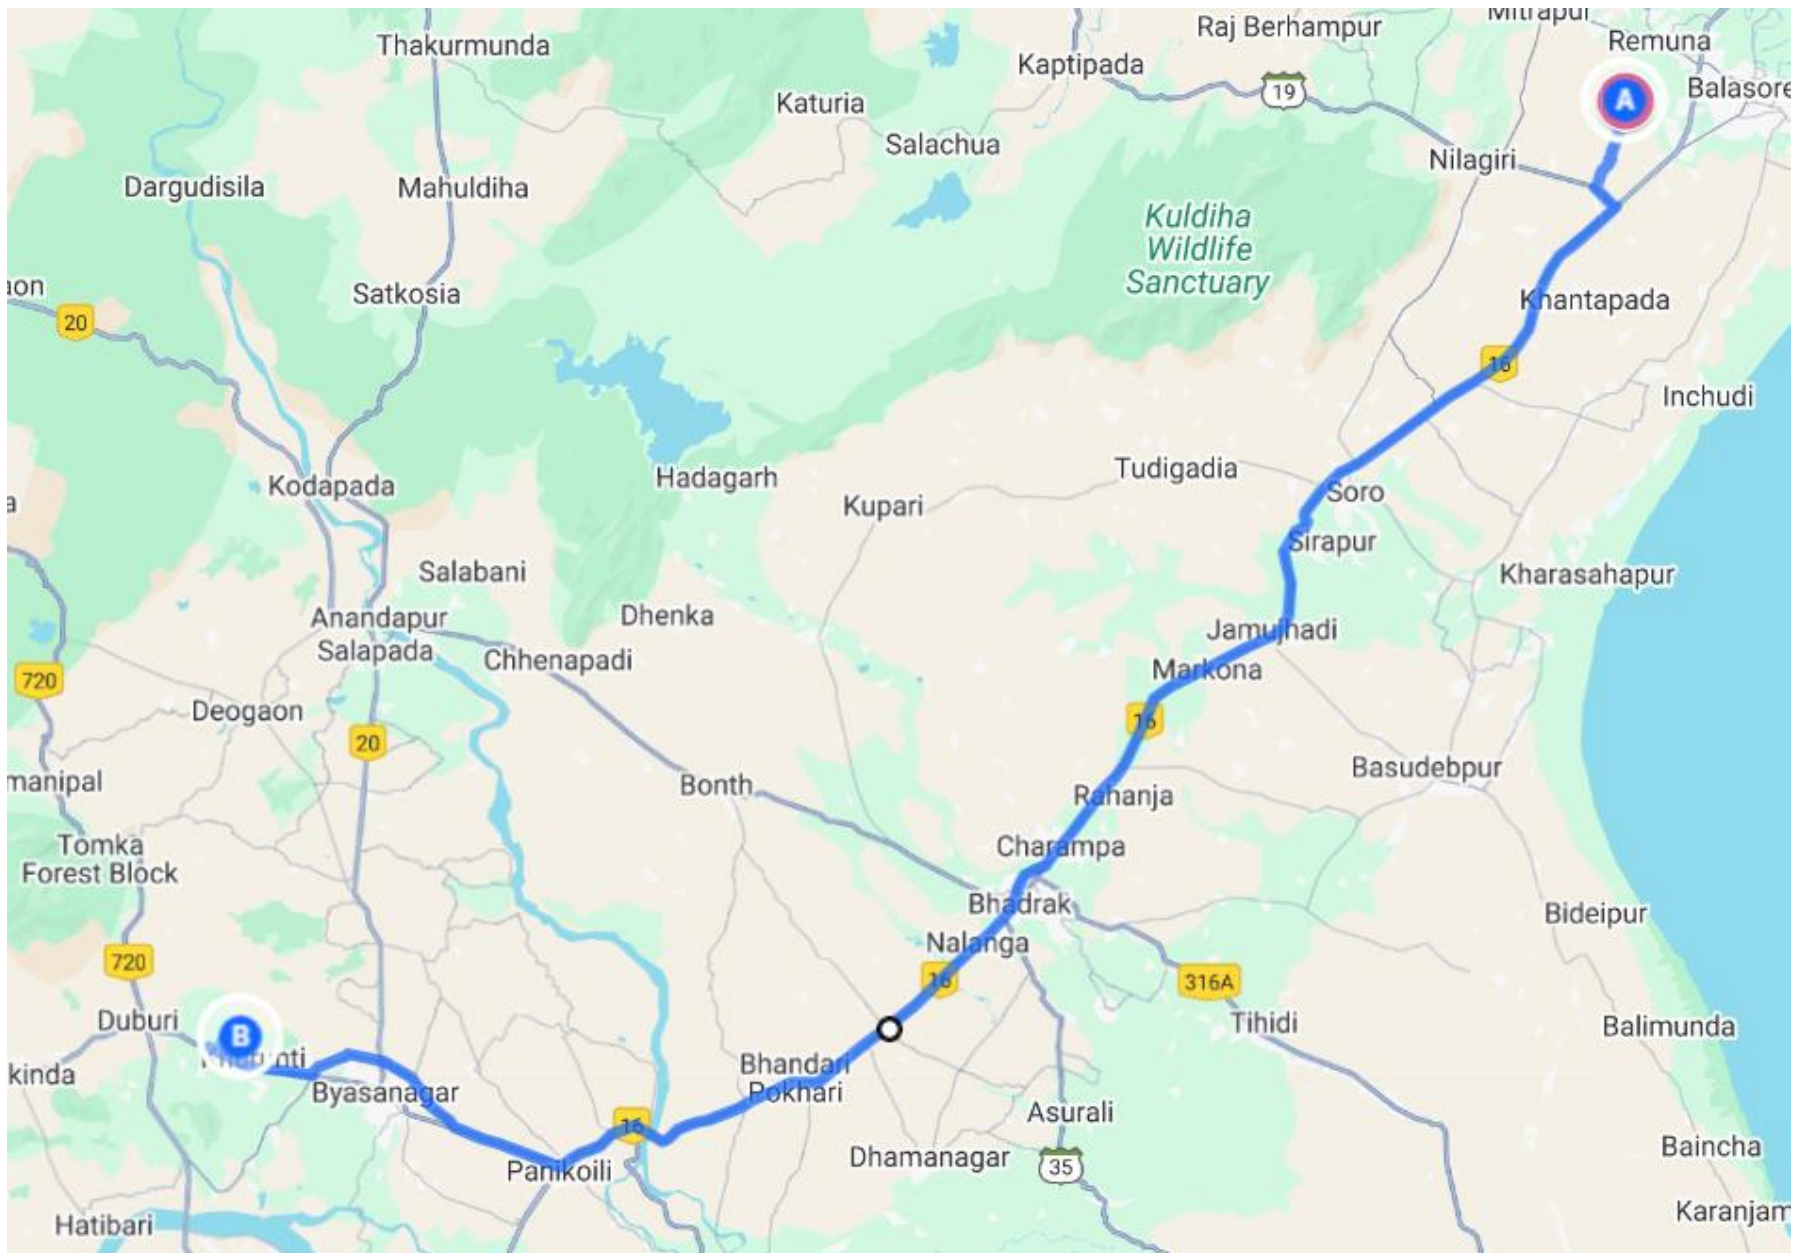 Mitrapur
Raj Berhampur
Remuna
Thakurmunda
Kaptipada
Balasore
19
A
Katuria
Salachua
Nilagiri
Dargudisila
Mahuldiha
Kuldiha
Wildlife
Sanctuary
aon
Satkosia
Khantapada
20
16
Inchudi
Tudigadia
Kodapada
Hadagarh
Soro
a
Kupari
Sirapur
Salabani
Kharasahapur
Anandapur
Dhenka
Jamujhadi
Salapada
Chhenapadi
Markona
720
Deogaon
16
20
Basudebpur
manipal
Bonth
Rahanja
Tomka
Forest Block
Charampa
Bhadrak
Bideipur
Nalanga
720
16
316A
Duburi
B
Tihidi
Balimunda
kinda
Bhandari
Pokhari
Byasanagar
Asurali
16
Baincha
Dhamanagar
35
Panikoili
Hatibari
Karanjam